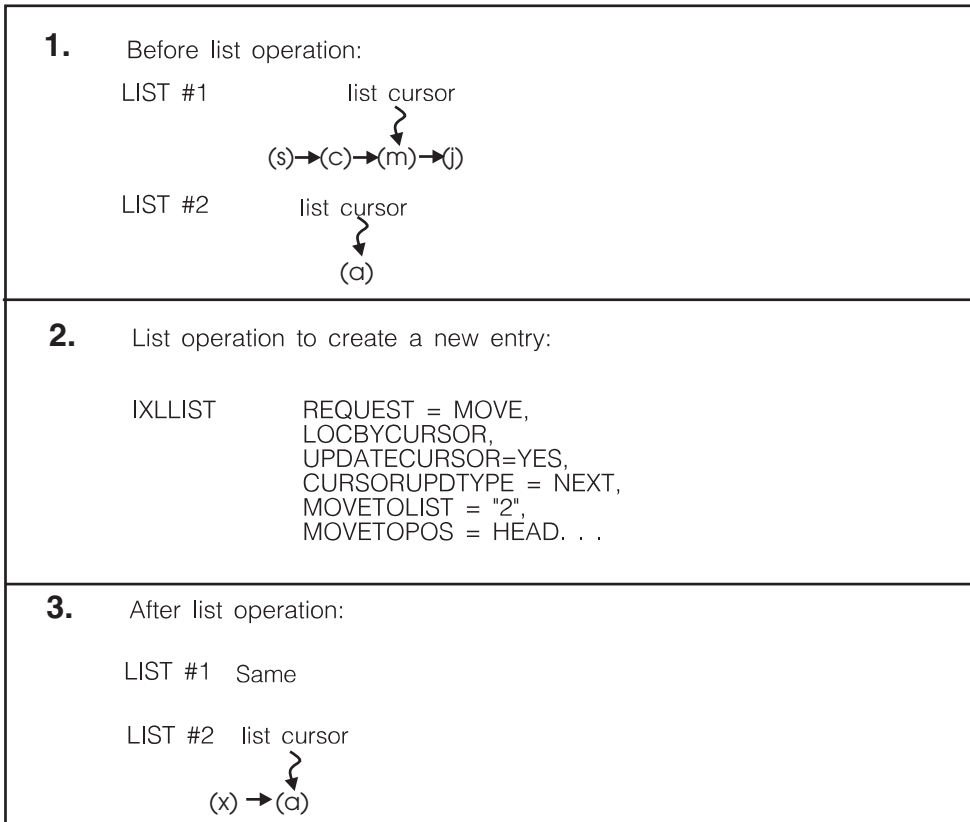 1. Before list operation:
LIST #1 list cursor
(s)→(c)→(m)→(j)
LIST #2 list cursor
(a)
2. List operation to create a new entry:
IXLLIST REQUEST = MOVE,
LOCBYCURSOR,
UPDATECURSOR=YES,
CURSORUPDTYPE = NEXT,
MOVETOLIST = "2",
MOVETOPOS = HEAD. . .
3. After list operation:
LIST #1 Same
LIST #2 list cursor
(x) →(a)